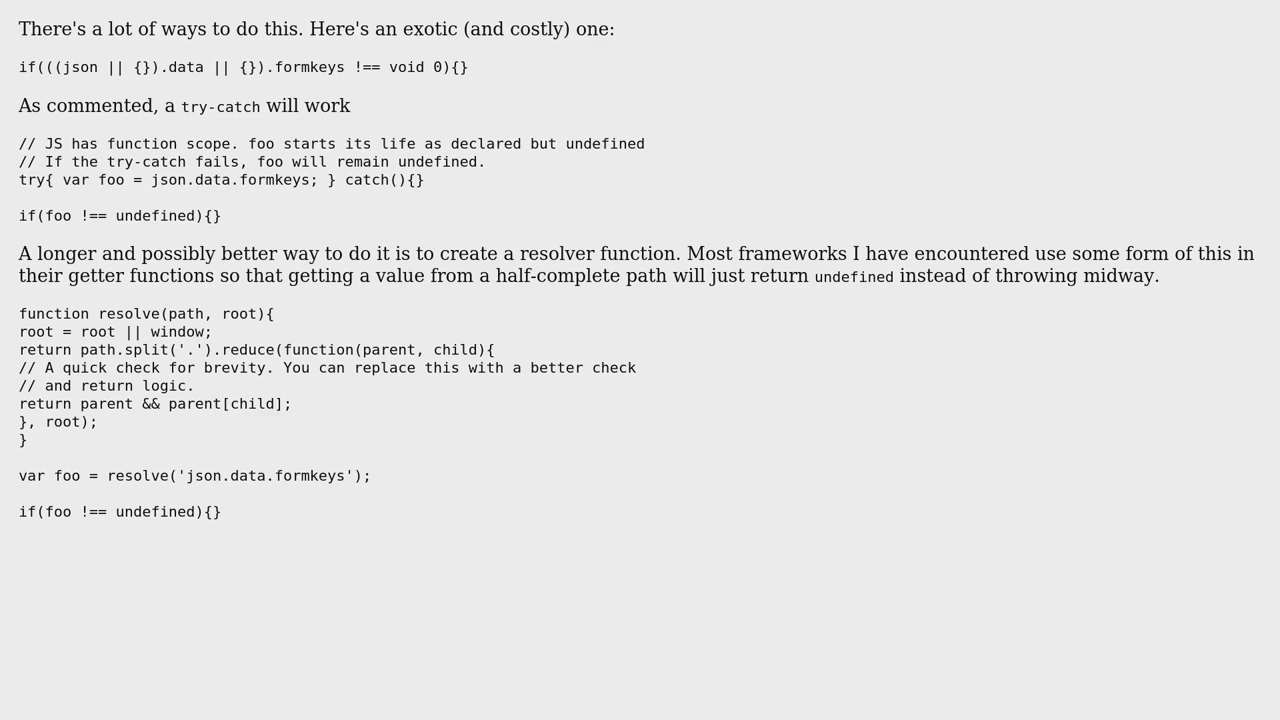 There's a lot of ways to do this. Here's an exotic (and costly) one:
if(((json || {}).data || {}).formkeys !== void 0){}
As commented, a try-catch will work
// JS has function scope. foo starts its life as declared but undefined
// If the try-catch fails, foo will remain undefined.
try{ var foo = json.data.formkeys; } catch(){}
if(foo !== undefined){}
A longer and possibly better way to do it is to create a resolver function. Most frameworks I have encountered use some form of this in
their getter functions so that getting a value from a half-complete path will just return undefined instead of throwing midway.
function resolve(path, root){
root = root || window;
return path.split('.').reduce(function(parent, child){
// A quick check for brevity. You can replace this with a better check
// and return logic.
return parent && parent[child];
}, root);
}
var foo = resolve('json.data.formkeys');
if(foo !== undefined){}